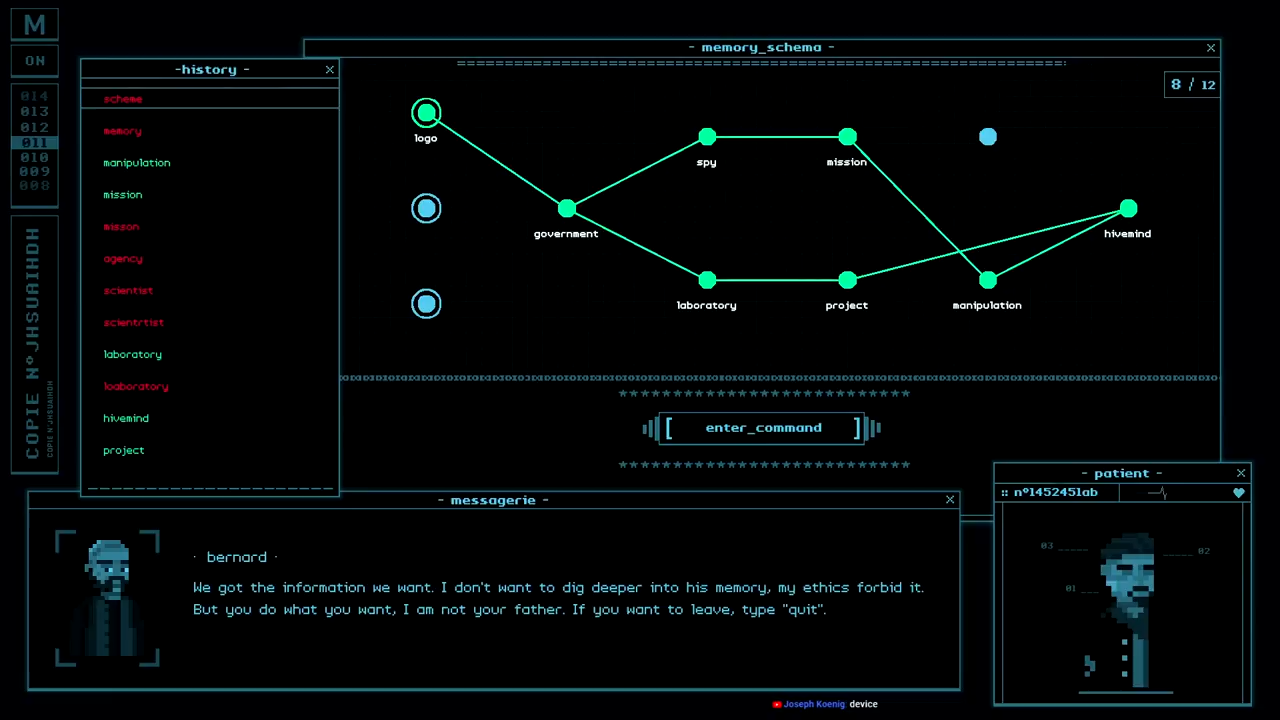 M
ON
014
013
012
011
010
009
008
COPIE N°JHSUAIHDH
COPIE N°JHSUAIHDH
-history -
scheme
memory
manipulation
mission
misson
agency
scientist
scientrtist
laboratory
loaboratory
hivemind
project
- memory_schema -
8 / 12
logo
spy
mission
government
hivemind
laboratory
project
manipulation
[ enter_command ]
- messagerie -
· bernard ·
We got the information we want. I don't want to dig deeper into his memory, my ethics forbid it.
But you do what you want, I am not your father. If you want to leave, type "quit".
- patient -
:: n°1452451ab
03
02
01
Joseph Koenig: device